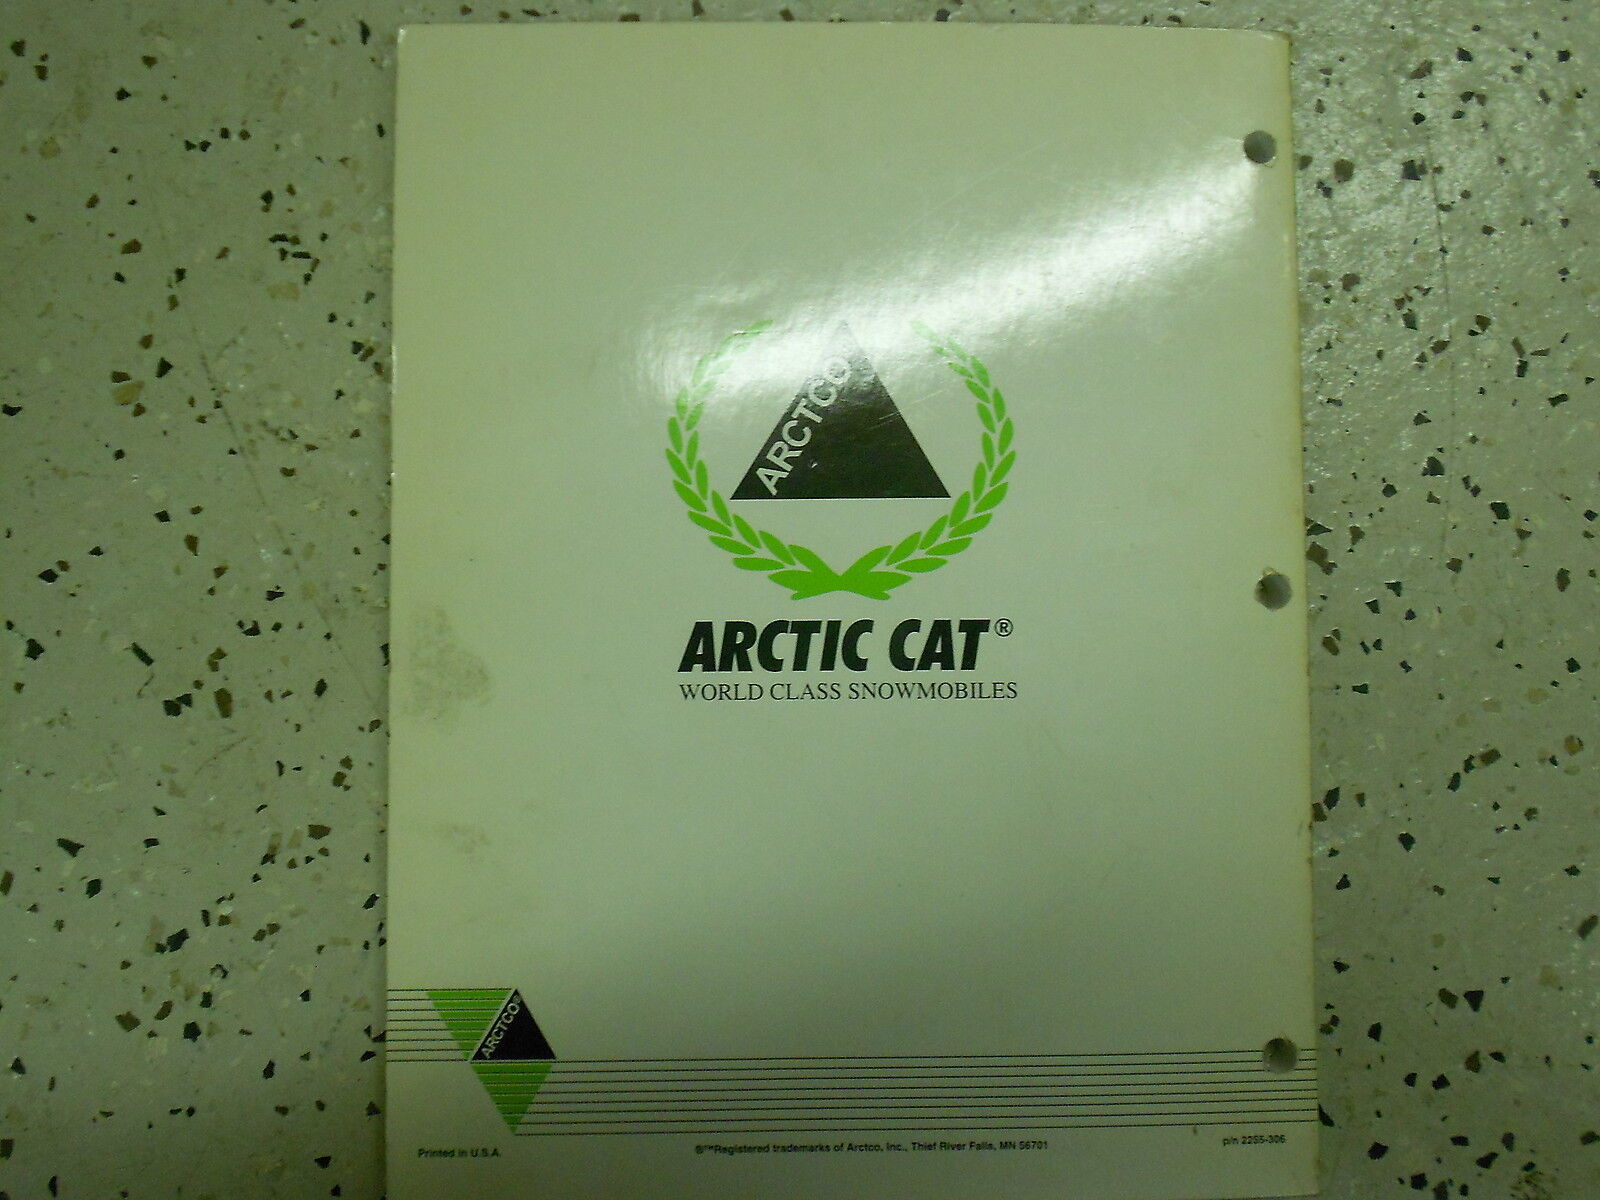 ARCTCO
ARCTIC CAT®
WORLD CLASS SNOWMOBILES
ARCTCO®
Printed in U.S.A.
®™Registered trademarks of Arctco, Inc., Thief River Falls, MN 56701
p/n 2255-306